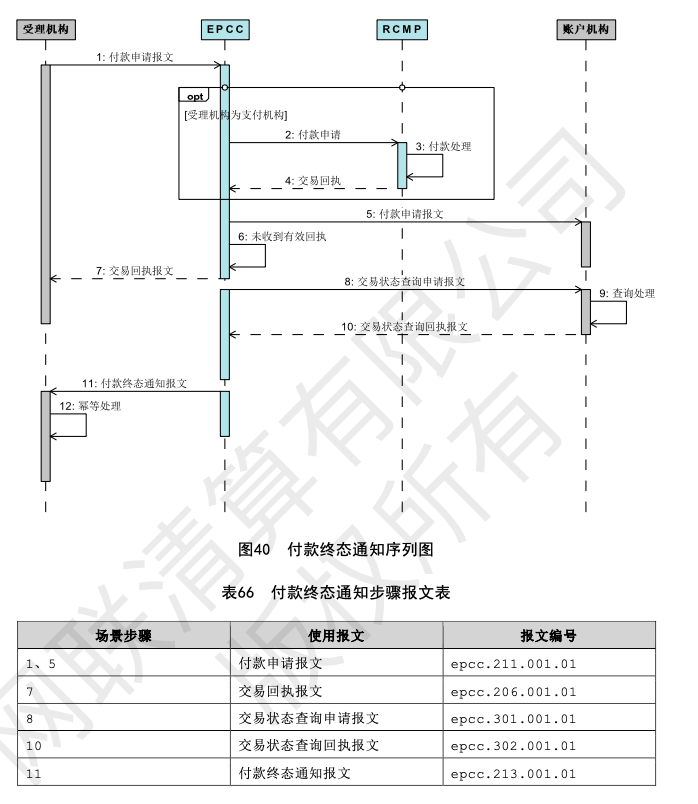 受理机构 EPCC RCMP 账户机构
1: 付款申请报文
opt
[受理机构为支付机构]
2: 付款申请
3: 付款处理
4: 交易回执
5: 付款申请报文
6: 未收到有效回执
7: 交易回执报文
8: 交易状态查询申请报文
9: 查询处理
10: 交易状态查询回执报文
11: 付款终态通知报文
12: 幂等处理
图40 付款终态通知序列图
表66 付款终态通知步骤报文表
场景步骤 使用报文 报文编号
1、5 付款申请报文 epcc.211.001.01
7 交易回执报文 epcc.206.001.01
8 交易状态查询申请报文 epcc.301.001.01
10 交易状态查询回执报文 epcc.302.001.01
11 付款终态通知报文 epcc.213.001.01
网联清算有限公司
版权所有